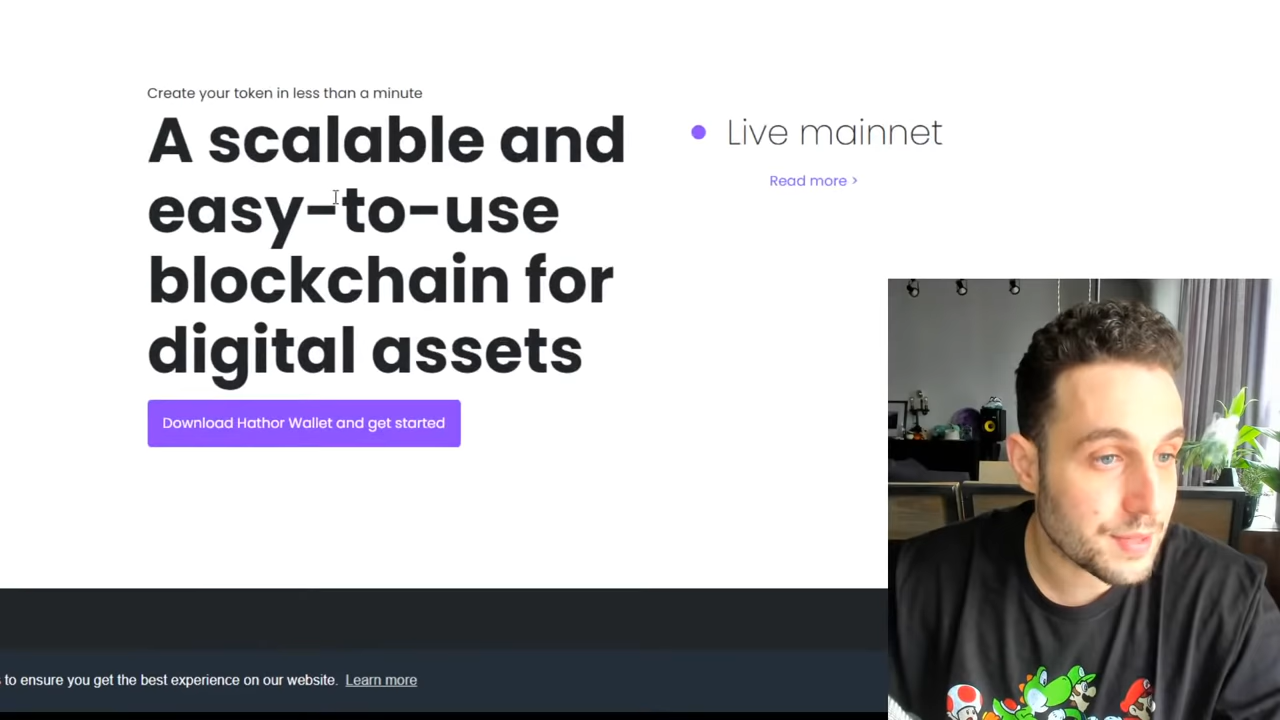 Create your token in less than a minute
A scalable and
easy-to-use
blockchain for
digital assets
Live mainnet
Read more >
Download Hathor Wallet and get started
to ensure you get the best experience on our website. Learn more